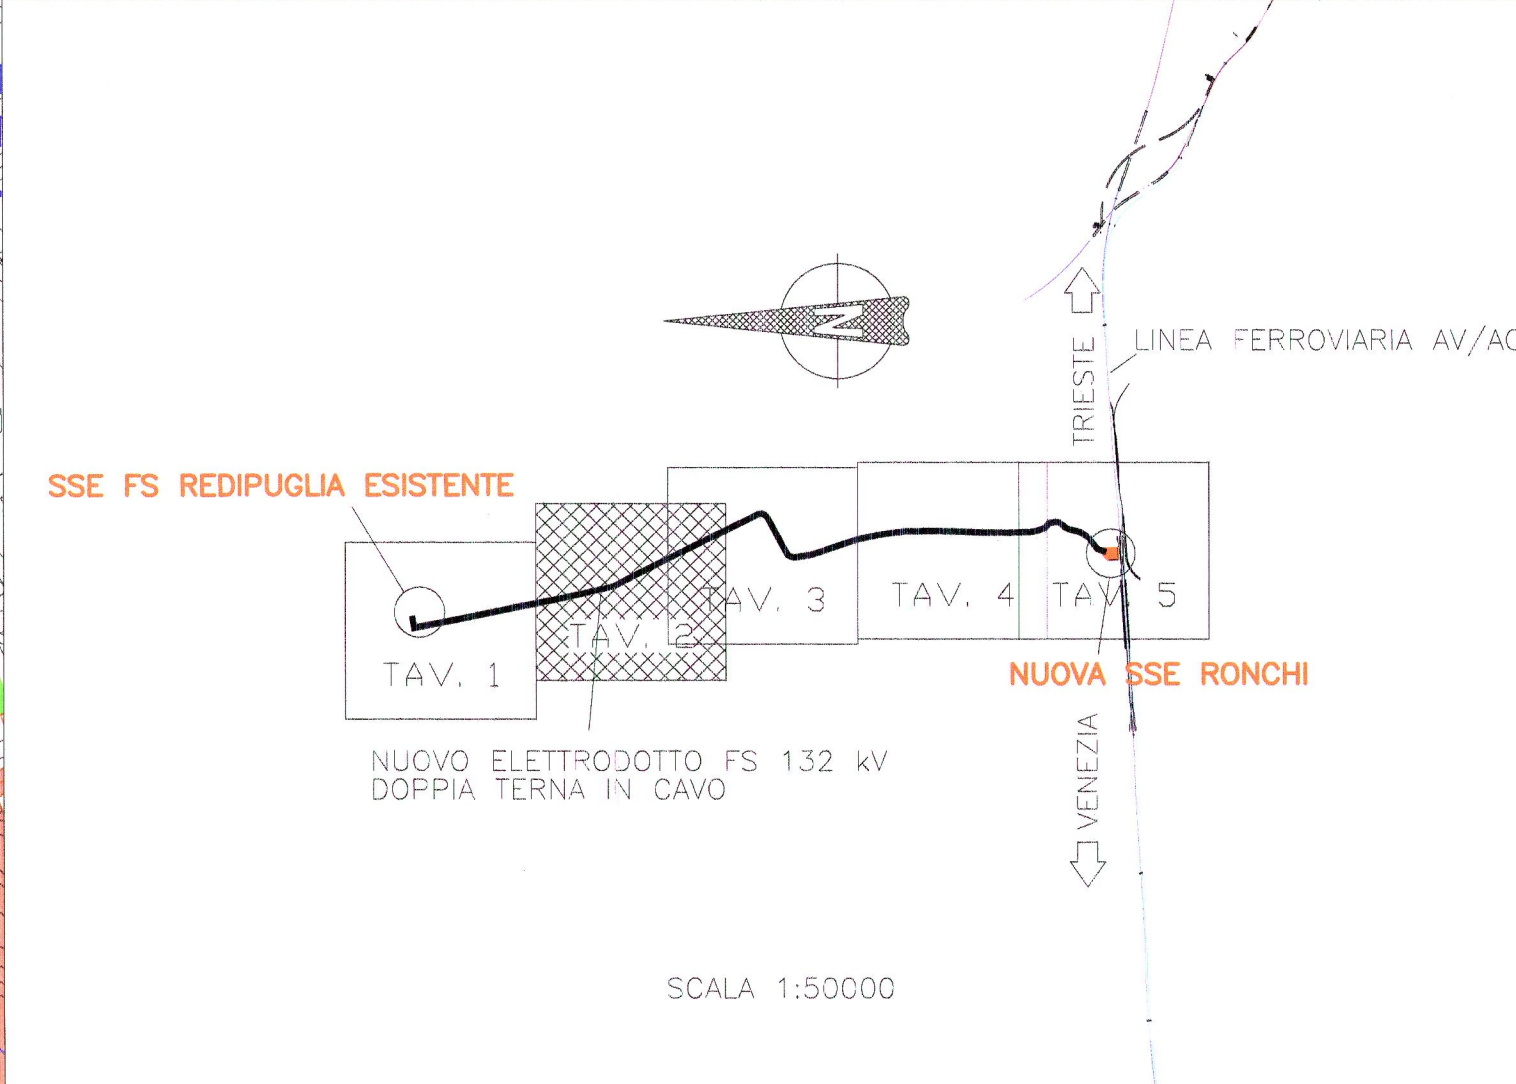 N
TRIESTE
LINEA FERROVIARIA AV/AC
SSE FS REDIPUGLIA ESISTENTE
TAV. 1
TAV. 2
TAV. 3
TAV. 4
TAV. 5
NUOVA SSE RONCHI
NUOVO ELETTRODOTTO FS 132 kV
DOPPIA TERNA IN CAVO
VENEZIA
SCALA 1:50000